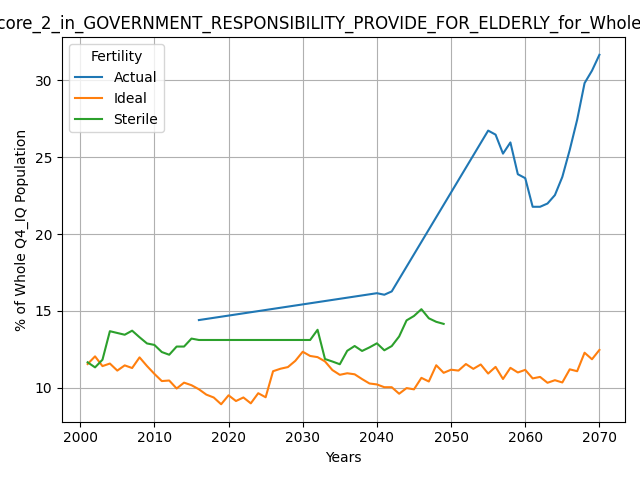 core_2_in_GOVERNMENT_RESPONSIBILITY_PROVIDE_FOR_ELDERLY_for_Whole
Fertility
Actual
Ideal
Sterile
% of Whole Q4_IQ Population
30
25
20
15
10
2000 2010 2020 2030 2040 2050 2060 2070
Years